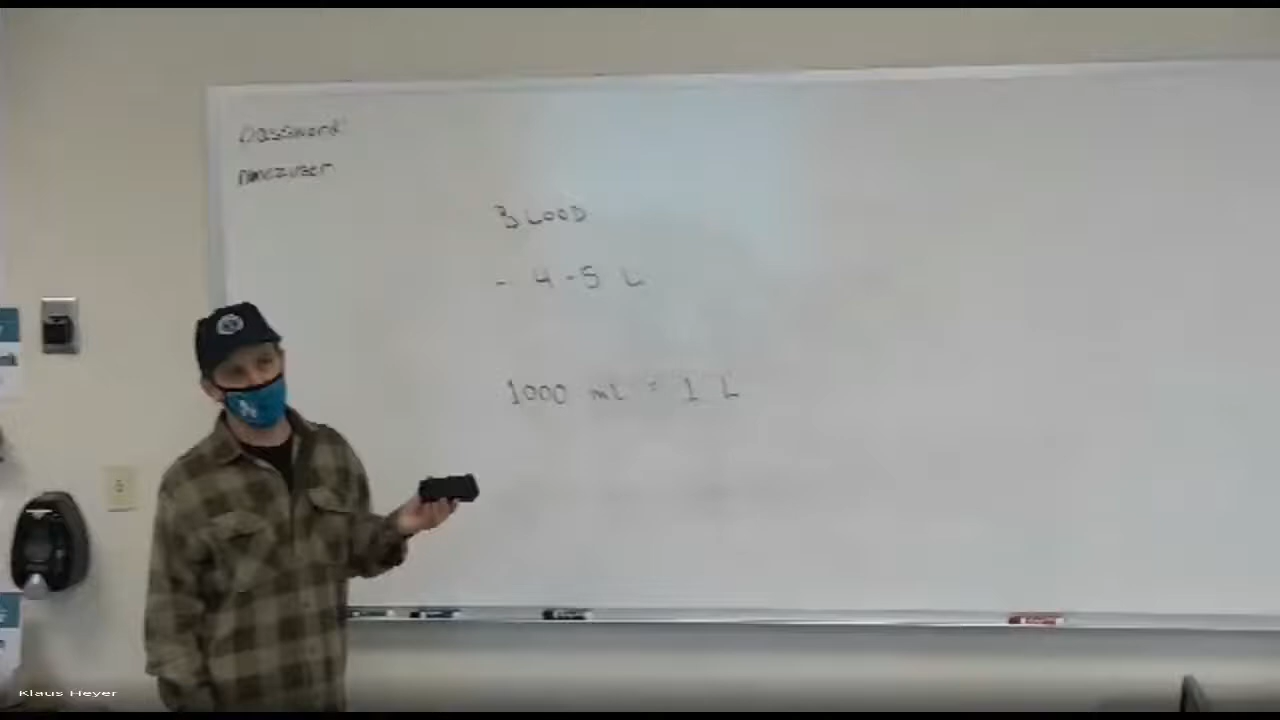 Password:
BLOOD
- 4-5 L
1000 mL = 1 L
Klaus Heyer